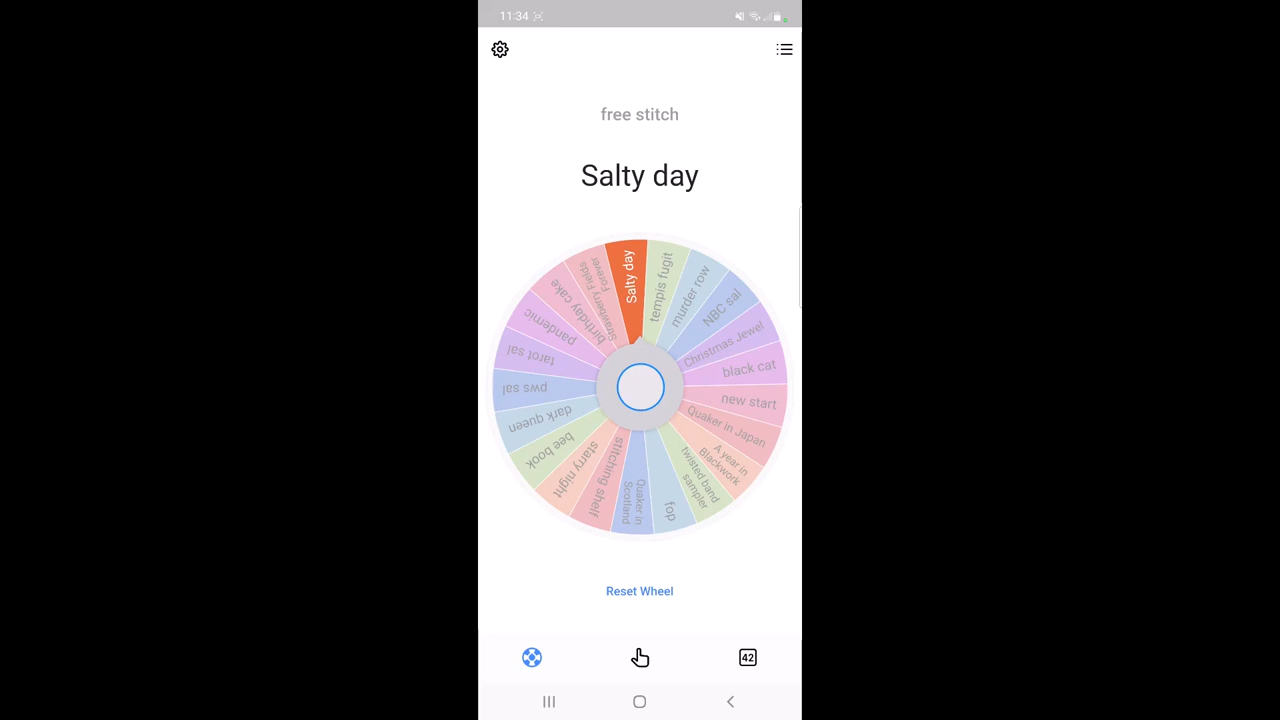 11:34
free stitch
Salty day
Salty day
tempis fugit
murder row
NBC sal
Christmas Jewel
black cat
new start
Quaker in Japan
A year in
Blackwork
twisted band
sampler
fop
Quaker in
Scotland
stitching shelf
starry night
bee book
dark queen
pws sal
tarot sal
pandemic
birthday cake
Strawberry Fields
Forever
Reset Wheel
42